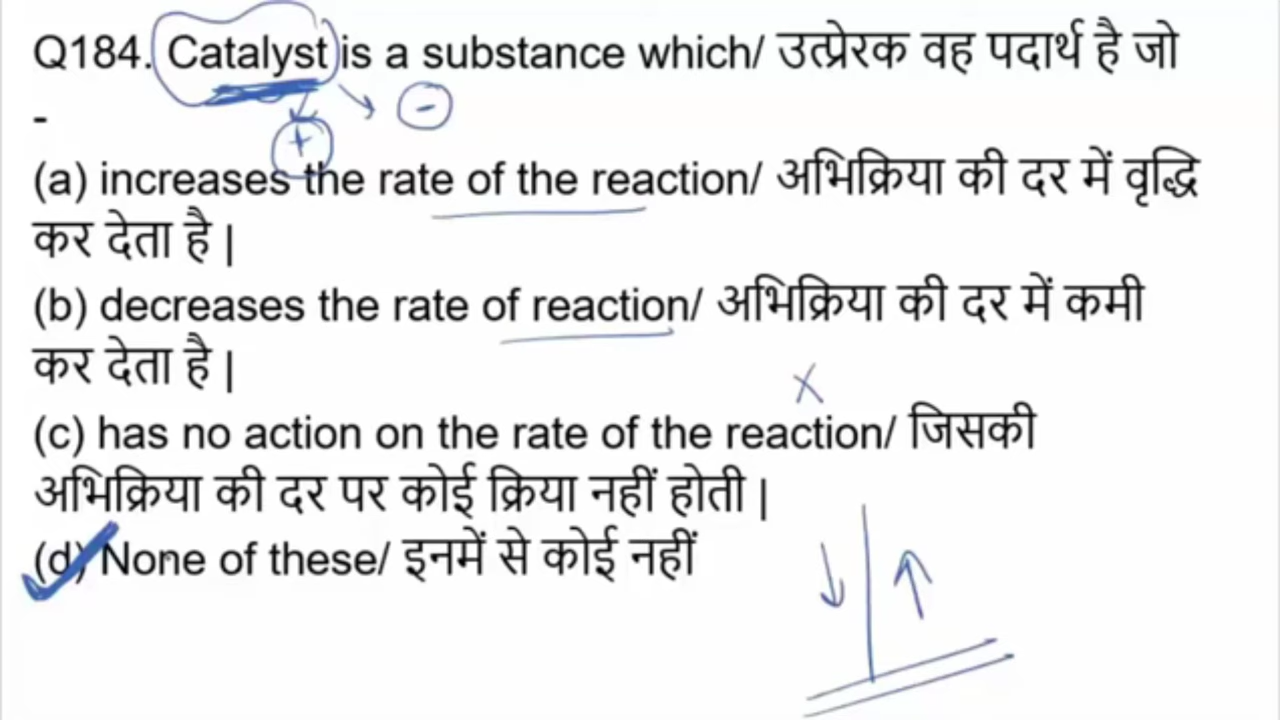 Q184. Catalyst is a substance which/ उत्प्रेरक वह पदार्थ है जो
-
+ -
(a) increases the rate of the reaction/ अभिक्रिया की दर में वृद्धि
कर देता है |
(b) decreases the rate of reaction/ अभिक्रिया की दर में कमी
कर देता है |
(c) has no action on the rate of the reaction/ जिसकी
अभिक्रिया की दर पर कोई क्रिया नहीं होती |
(d) None of these/ इनमें से कोई नहीं